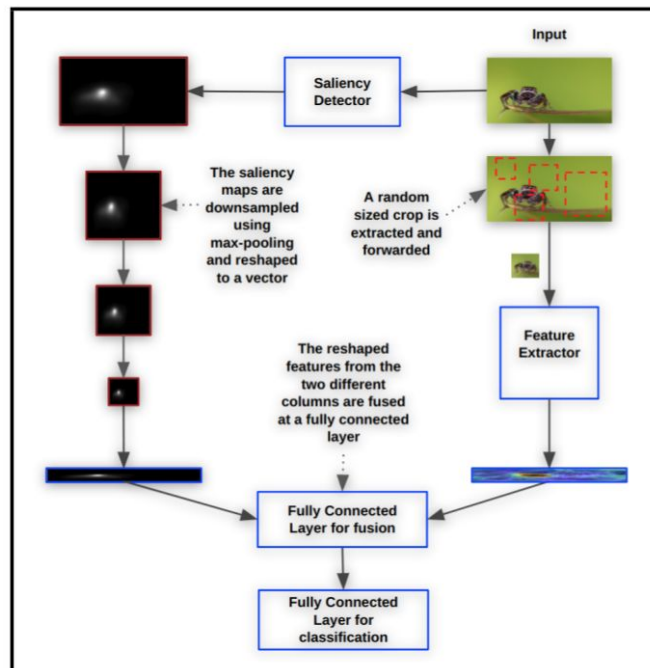 Input
Saliency
Detector
The saliency
maps are
downsampled
using
max-pooling
and reshaped
to a vector
A random
sized crop is
extracted and
forwarded
Feature
Extractor
The reshaped
features from the
two different
columns are fused
at a fully connected
layer
Fully Connected
Layer for fusion
Fully Connected
Layer for
classification